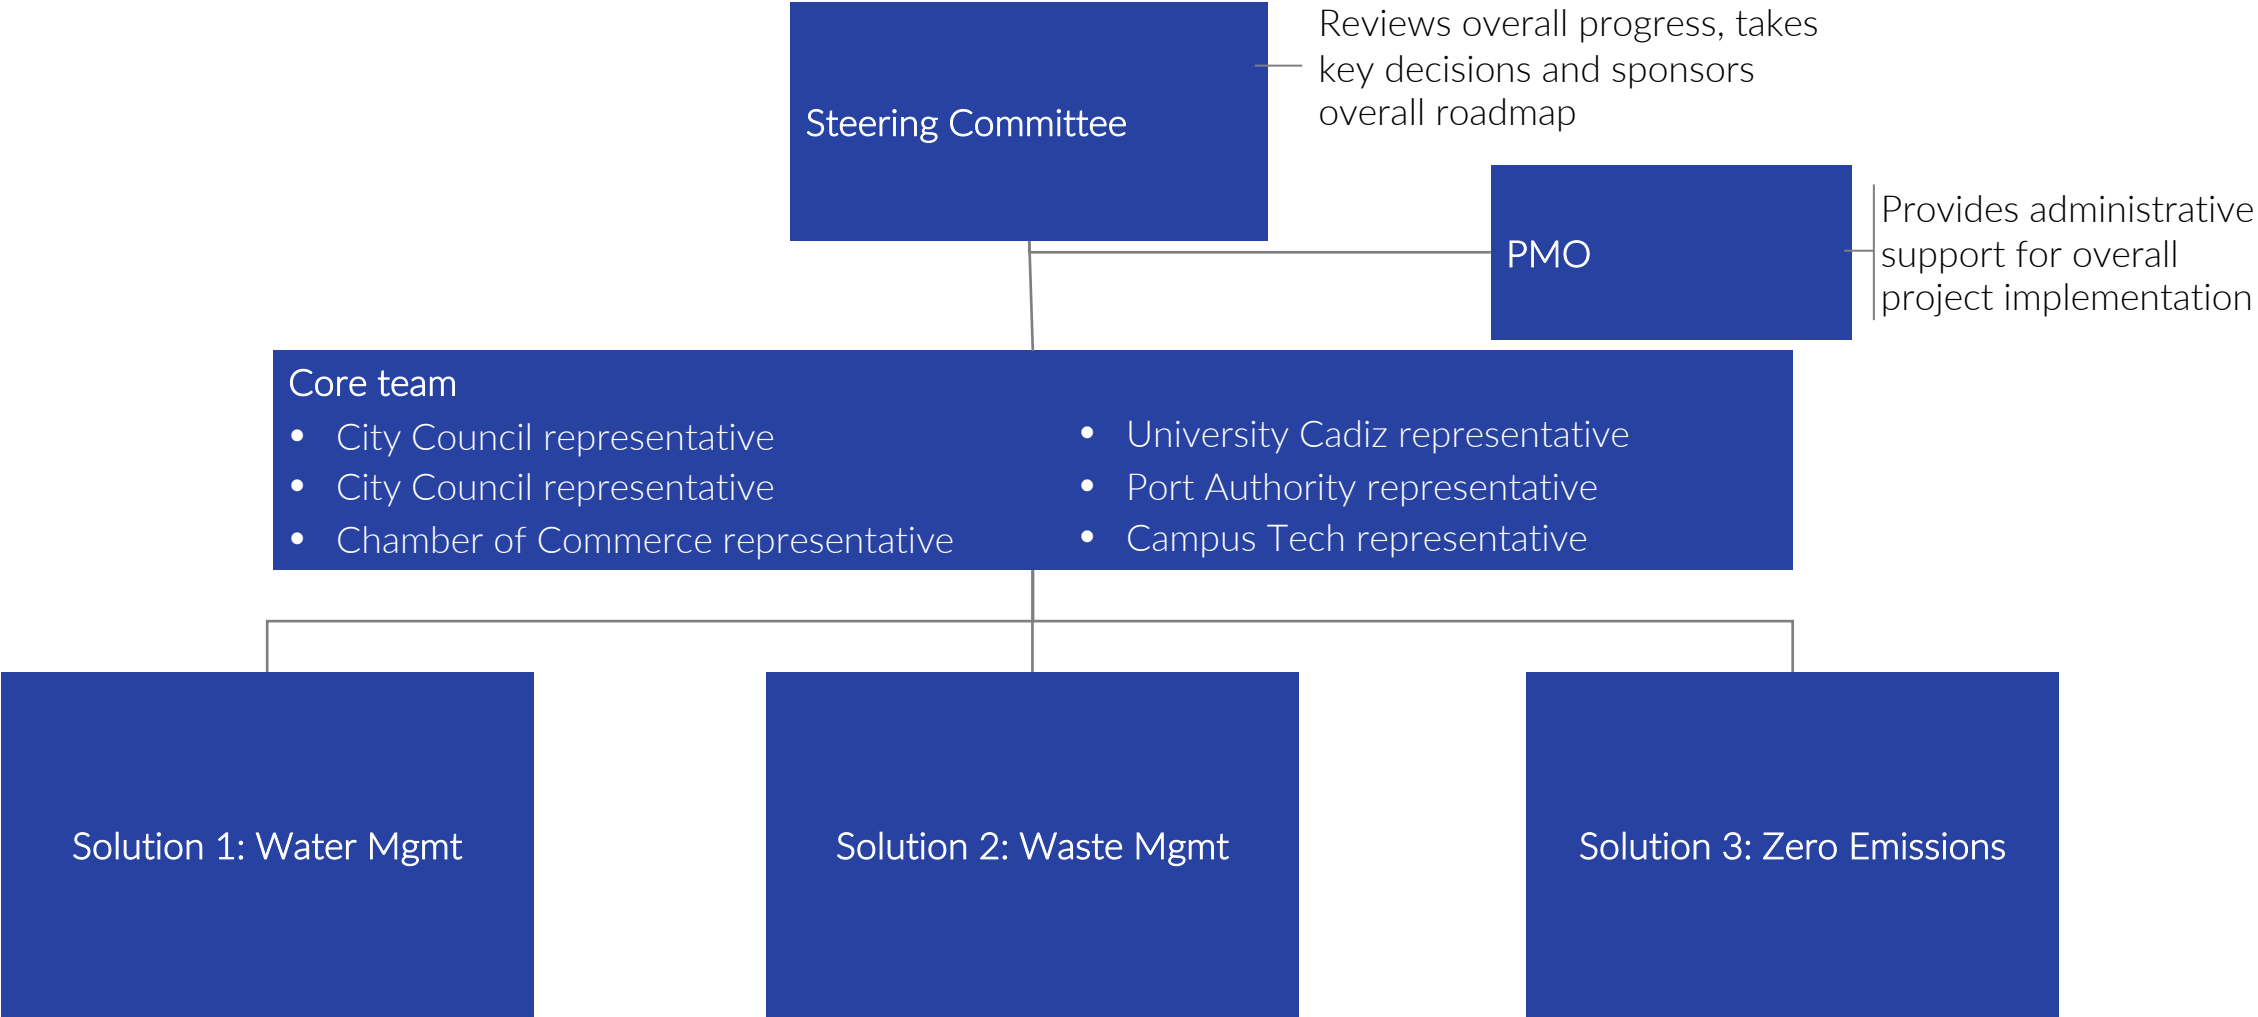 Reviews overall progress, takes
key decisions and sponsors
overall roadmap
Steering Committee
Provides administrative
support for overall
project implementation
PMO
Core team
• City Council representative
• City Council representative
• Chamber of Commerce representative
• University Cadiz representative
• Port Authority representative
• Campus Tech representative
Solution 1: Water Mgmt
Solution 2: Waste Mgmt
Solution 3: Zero Emissions